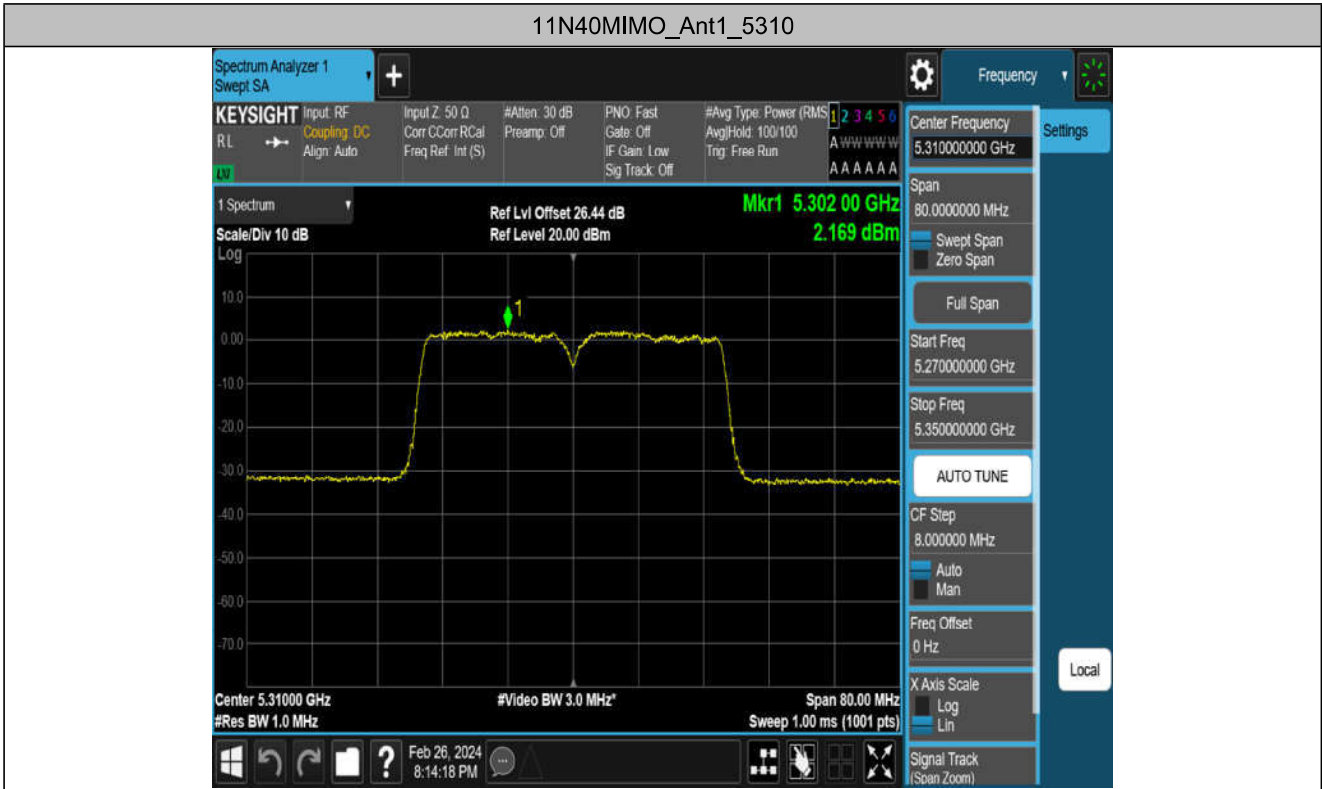 11N40MIMO_Ant1_5310
Spectrum Analyzer 1
Swept SA
+
Frequency
KEYSIGHT
RL
LXI
Input: RF
Coupling: DC
Align: Auto
Input Z: 50 Ω
Corr CCorr RCal
Freq Ref: Int (S)
#Atten: 30 dB
Preamp: Off
PNO: Fast
Gate: Off
IF Gain: Low
Sig Track: Off
#Avg Type: Power (RMS
Avg|Hold: 100/100
Trig: Free Run
1 2 3 4 5 6
A W W W W W
A A A A A A
1 Spectrum
Scale/Div 10 dB
Log
Ref Lvl Offset 26.44 dB
Ref Level 20.00 dBm
Mkr1 5.302 00 GHz
2.169 dBm
1
10.0
0.00
-10.0
-20.0
-30.0
-40.0
-50.0
-60.0
-70.0
Center 5.31000 GHz
#Res BW 1.0 MHz
#Video BW 3.0 MHz*
Span 80.00 MHz
Sweep 1.00 ms (1001 pts)
?
Feb 26, 2024
8:14:18 PM
Center Frequency
5.310000000 GHz
Settings
Span
80.0000000 MHz
Swept Span
Zero Span
Full Span
Start Freq
5.270000000 GHz
Stop Freq
5.350000000 GHz
AUTO TUNE
CF Step
8.000000 MHz
Auto
Man
Freq Offset
0 Hz
Local
X Axis Scale
Log
Lin
Signal Track
(Span Zoom)